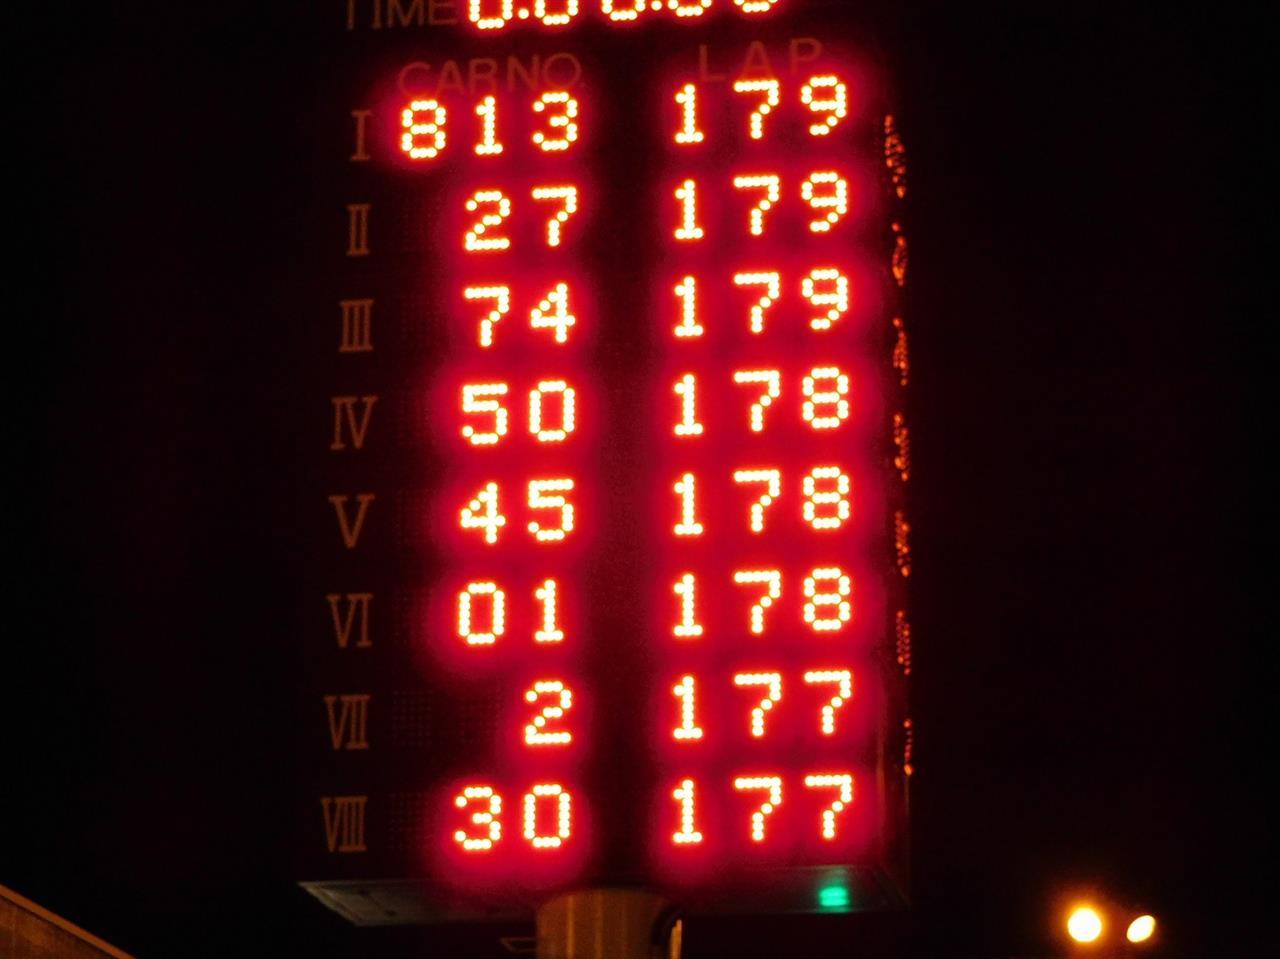 TIME
CAR NO. LAP
I 813 179
II 27 179
III 74 179
IV 50 178
V 45 178
VI 01 178
VII 2 177
VIII 30 177